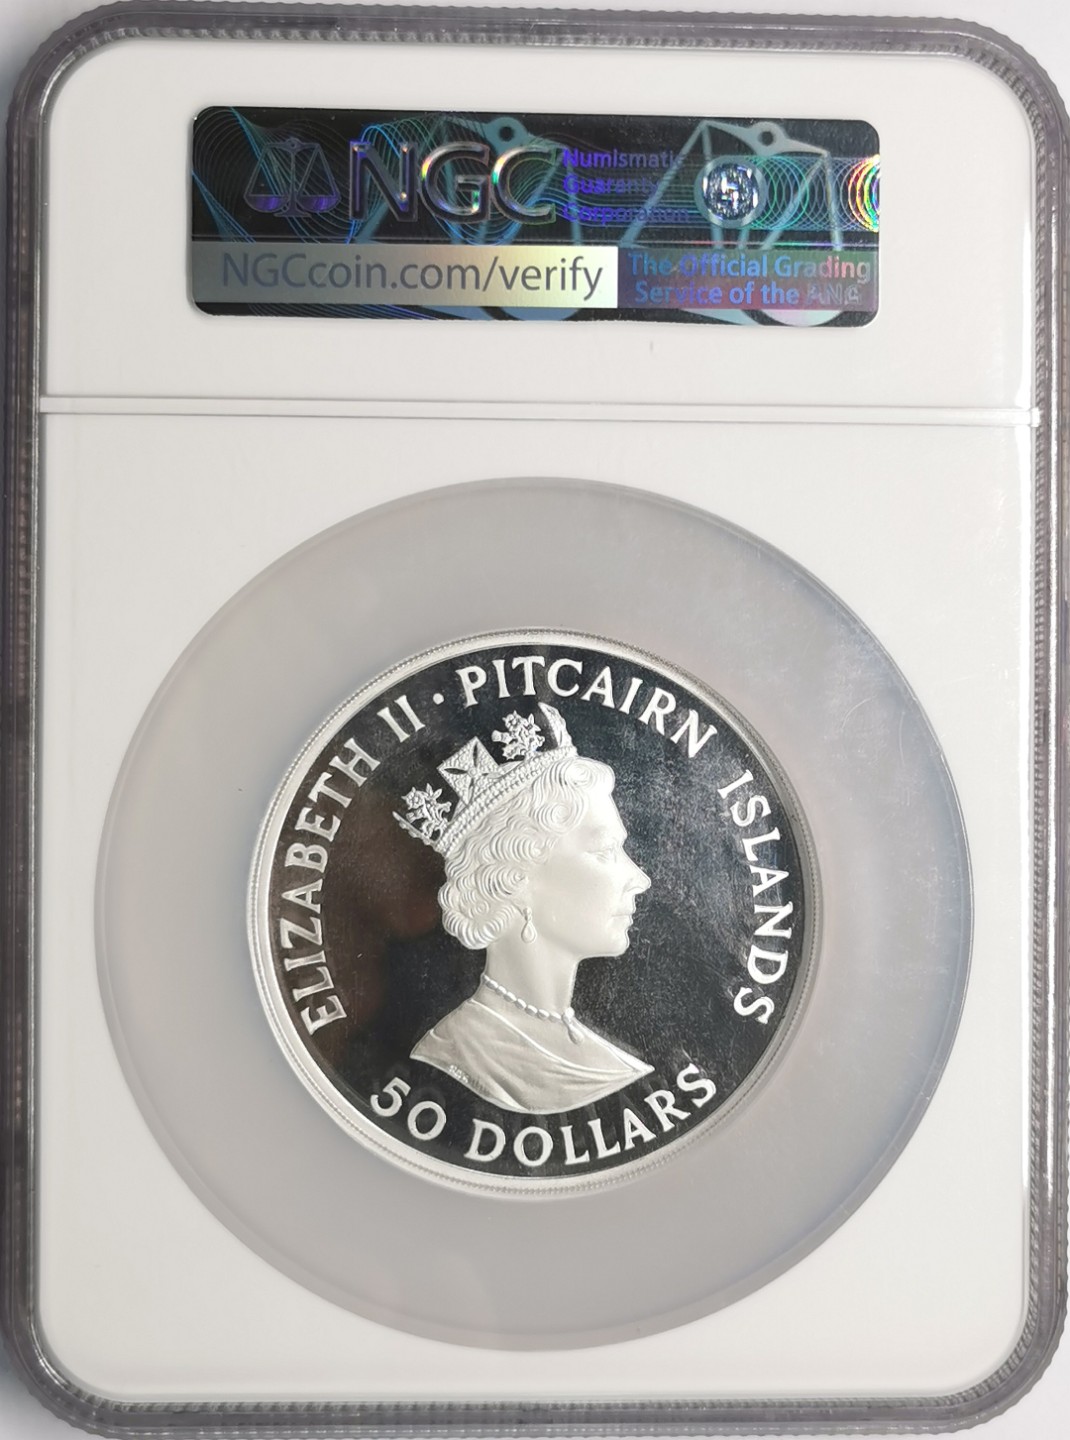 NGC
Numismatic
Guaranty
Corporation
NGCcoin.com/verify
The Official Grading
Service of the ANA
ELIZABETH II · PITCAIRN ISLANDS
50 DOLLARS